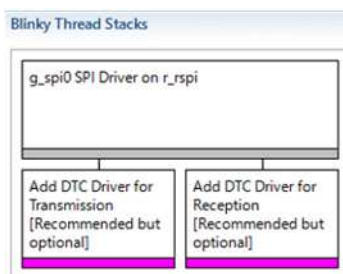 Blinky Thread Stacks
g_spi0 SPI Driver on r_rspi
Add DTC Driver for
Transmission
[Recommended but
optional]
Add DTC Driver for
Reception
[Recommended but
optional]